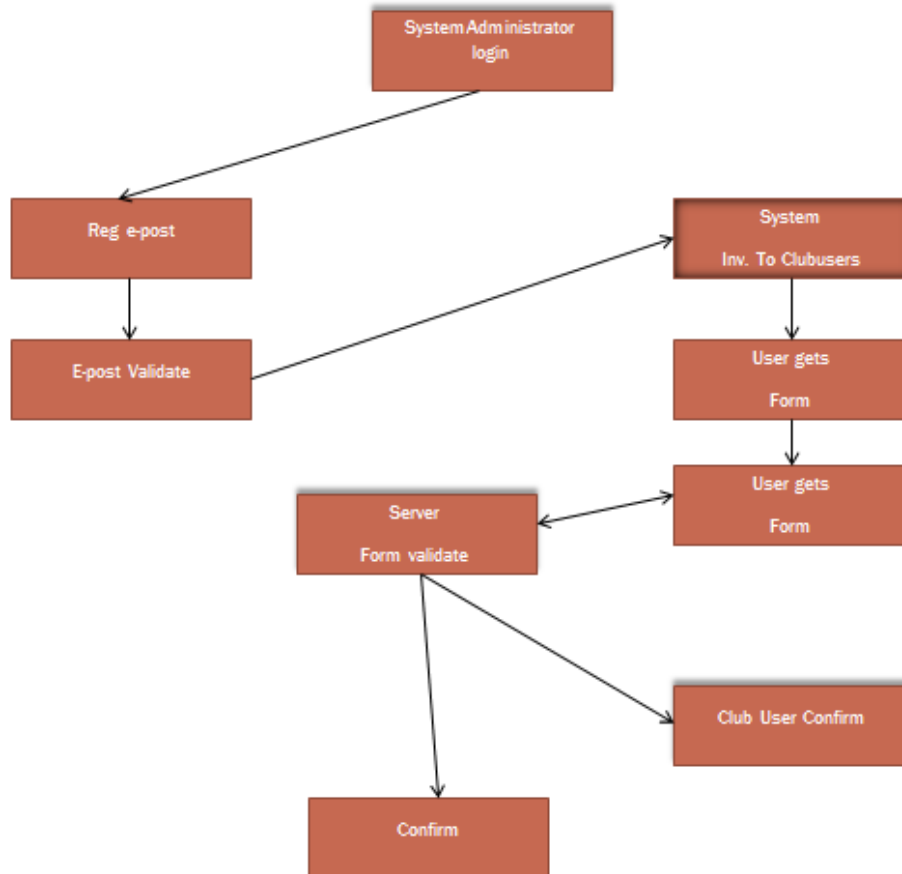 System Administrator
login
Reg e-post
System
Inv. To Clubusers
E-post Validate
User gets
Form
User gets
Form
Server
Form validate
Club User Confirm
Confirm